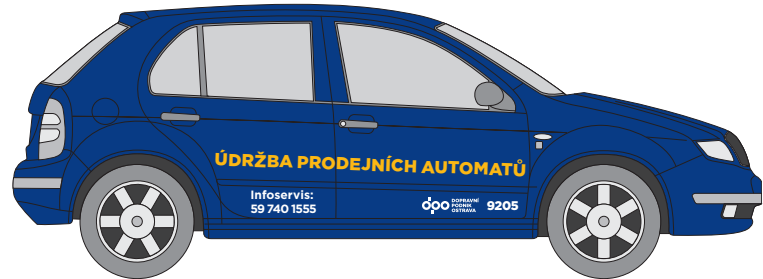 ÚDRŽBA PRODEJNÍCH AUTOMATŮ
Infoservis:
59 740 1555
dpo
DOPRAVNÍ
PODNIK
OSTRAVA
9205